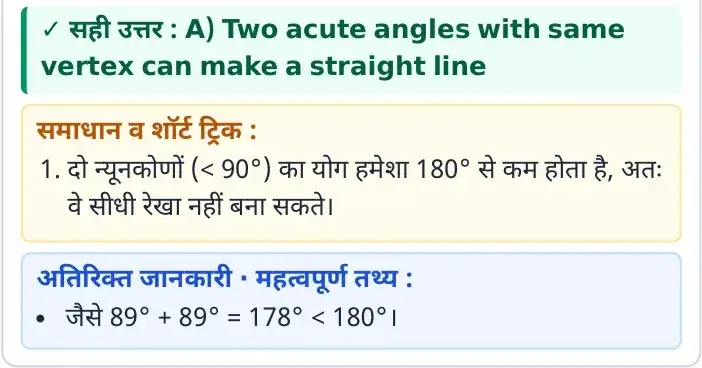 ✓ सही उत्तर : A) Two acute angles with same
vertex can make a straight line
समाधान व शॉर्ट ट्रिक :
1. दो न्यूनकोणों (< 90°) का योग हमेशा 180° से कम होता है, अतः
वे सीधी रेखा नहीं बना सकते।
अतिरिक्त जानकारी · महत्वपूर्ण तथ्य :
• जैसे 89° + 89° = 178° < 180°।